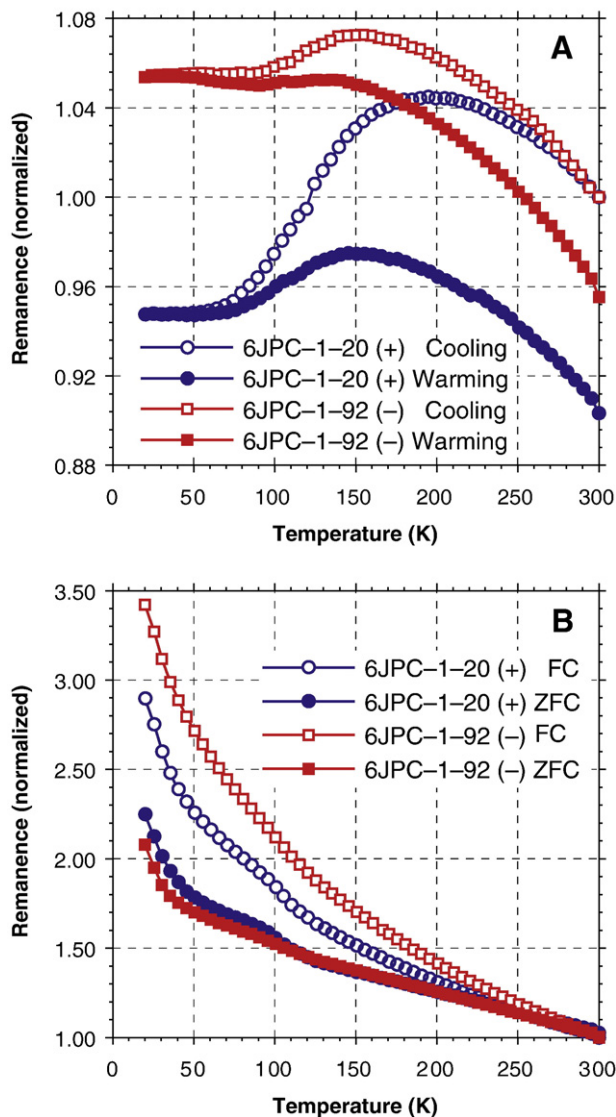 1.08
A
1.04
1.00
0.96
0.92
0.88
Remanence (normalized)
6JPC–1–20 (+) Cooling
6JPC–1–20 (+) Warming
6JPC–1–92 (–) Cooling
6JPC–1–92 (–) Warming
0 50 100 150 200 250 300
Temperature (K)
3.50
B
3.00
2.50
2.00
1.50
1.00
Remanence (normalized)
6JPC–1–20 (+) FC
6JPC–1–20 (+) ZFC
6JPC–1–92 (–) FC
6JPC–1–92 (–) ZFC
0 50 100 150 200 250 300
Temperature (K)